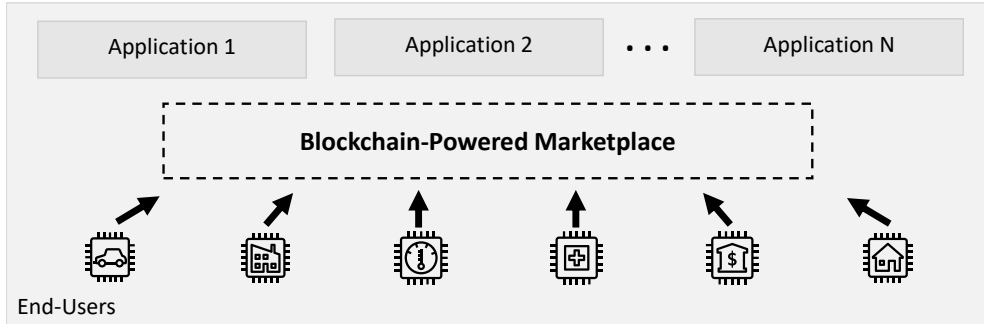 Application 1
Application 2
. . .
Application N
Blockchain-Powered Marketplace
$
End-Users